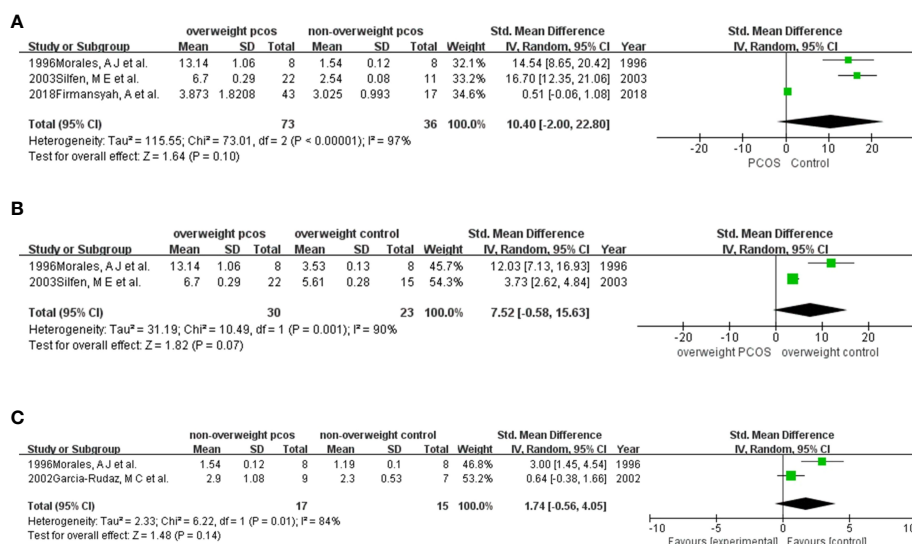 A
overweight pcos non-overweight pcos Std. Mean Difference Std. Mean Difference
Study or Subgroup Mean SD Total Mean SD Total Weight IV, Random, 95% CI Year IV, Random, 95% CI
1996Morales, A J et al. 13.14 1.06 8 1.54 0.12 8 32.1% 14.54 [8.65, 20.42] 1996
2003Silfen, M E et al. 6.7 0.29 22 2.54 0.08 11 33.2% 16.70 [12.35, 21.06] 2003
2018Firmansyah, A et al. 3.873 1.8208 43 3.025 0.993 17 34.6% 0.51 [-0.06, 1.08] 2018
Total (95% CI) 73 36 100.0% 10.40 [-2.00, 22.80]
Heterogeneity: Tau² = 115.55; Chi² = 73.01, df = 2 (P < 0.00001); I² = 97%
Test for overall effect: Z = 1.64 (P = 0.10)
-20 -10 0 10 20
PCOS Control
B
overweight pcos overweight control Std. Mean Difference Std. Mean Difference
Study or Subgroup Mean SD Total Mean SD Total Weight IV, Random, 95% CI Year IV, Random, 95% CI
1996Morales, A J et al. 13.14 1.06 8 3.53 0.13 8 45.7% 12.03 [7.13, 16.93] 1996
2003Silfen, M E et al. 6.7 0.29 22 5.61 0.28 15 54.3% 3.73 [2.62, 4.84] 2003
Total (95% CI) 30 23 100.0% 7.52 [-0.58, 15.63]
Heterogeneity: Tau² = 31.19; Chi² = 10.49, df = 1 (P = 0.001); I² = 90%
Test for overall effect: Z = 1.82 (P = 0.07)
-20 -10 0 10 20
overweight PCOS overweight control
C
non-overweight pcos non-overweight control Std. Mean Difference Std. Mean Difference
Study or Subgroup Mean SD Total Mean SD Total Weight IV, Random, 95% CI Year IV, Random, 95% CI
1996Morales, A J et al. 1.54 0.12 8 1.19 0.1 8 46.8% 3.00 [1.45, 4.54] 1996
2002Garcia-Rudaz, M C et al. 2.9 1.08 9 2.3 0.53 7 53.2% 0.64 [-0.38, 1.66] 2002
Total (95% CI) 17 15 100.0% 1.74 [-0.56, 4.05]
Heterogeneity: Tau² = 2.33; Chi² = 6.22, df = 1 (P = 0.01); I² = 84%
Test for overall effect: Z = 1.48 (P = 0.14)
-10 -5 0 5 10
Favours [experimental] Favours [control]